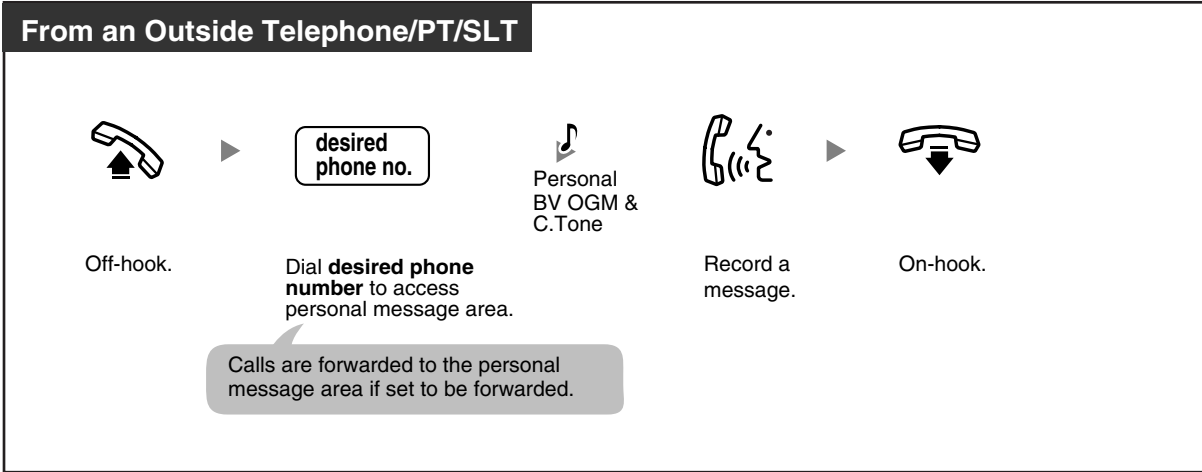 From an Outside Telephone/PT/SLT
desired
phone no.
Personal
BV OGM &
C.Tone
Off-hook.
Dial desired phone
number to access
personal message area.
Record a
message.
On-hook.
Calls are forwarded to the personal
message area if set to be forwarded.